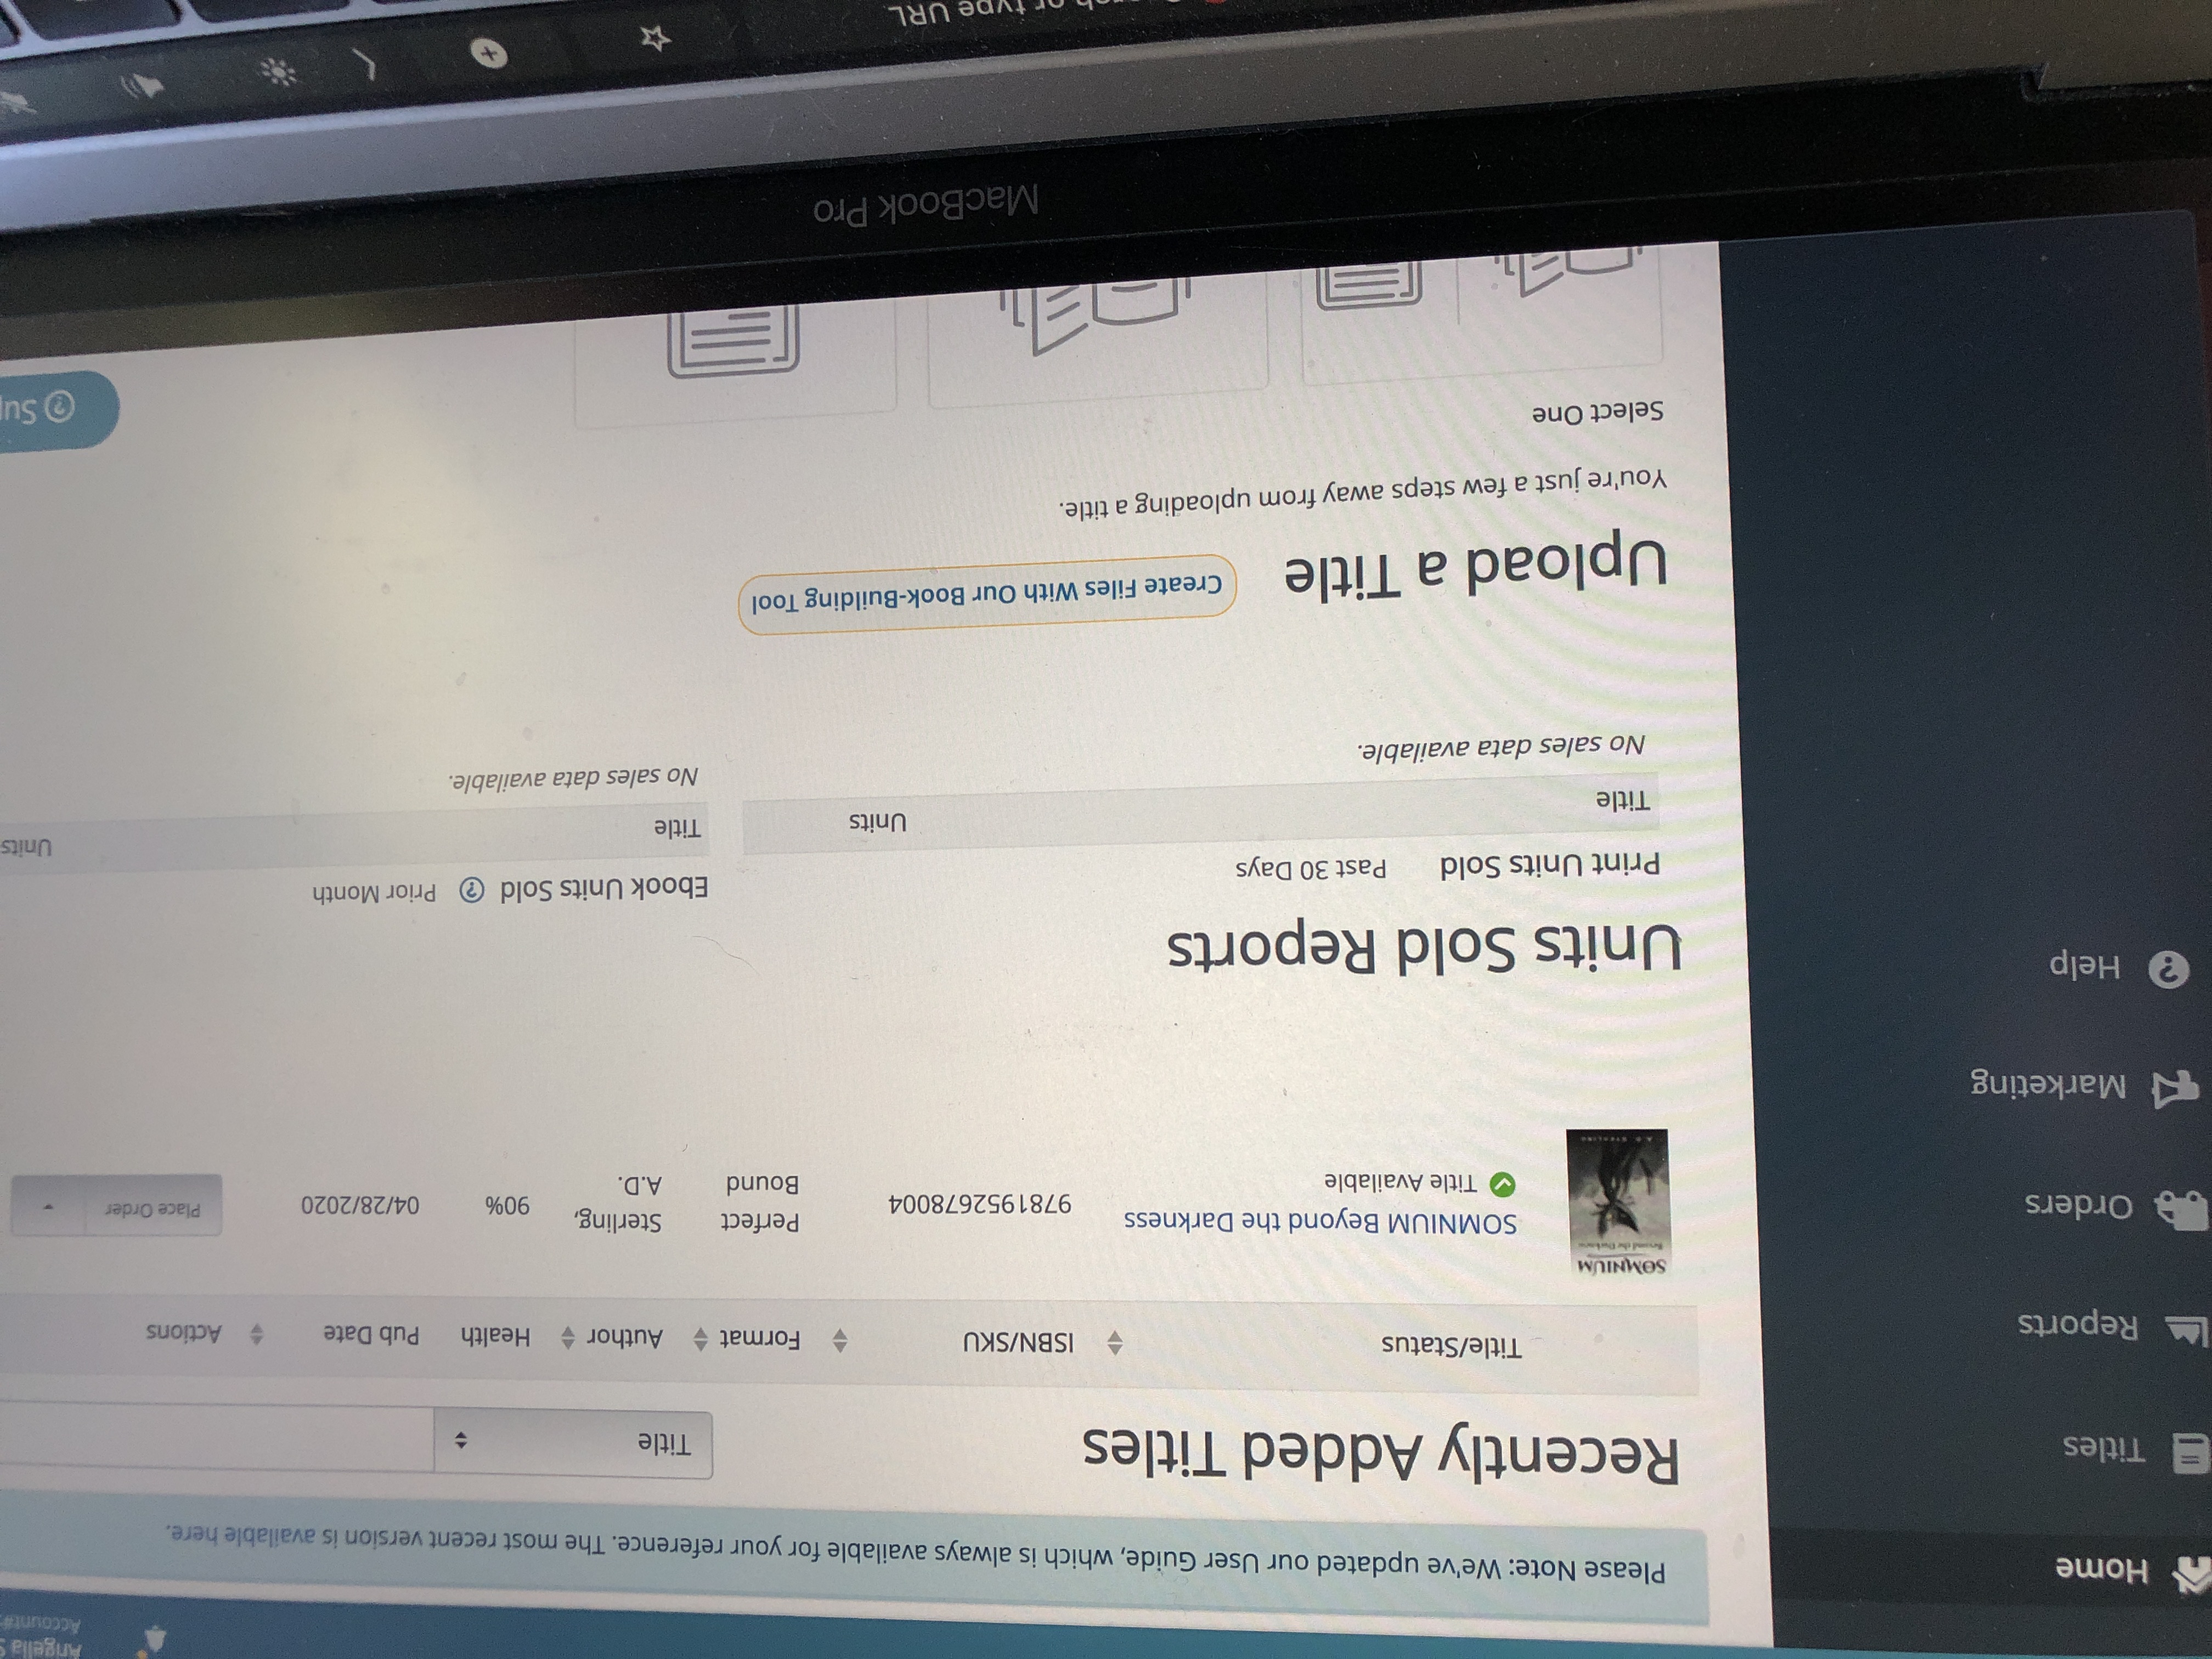 Home
Titles
Reports
Orders
Marketing
Help
Angella
Account#
Please Note: We've updated our User Guide, which is always available for your reference. The most recent version is available here.
Recently Added Titles
Title
Title/Status ISBN/SKU Format Author Health Pub Date Actions
SOMNIUM
Beyond the Darkness
A.D. STERLING
SOMNIUM Beyond the Darkness
Title Available
9781952678004
Perfect
Bound
Sterling,
A.D.
90%
04/28/2020
Place Order
Units Sold Reports
Print Units Sold Past 30 Days
Title Units
No sales data available.
Ebook Units Sold ? Prior Month
Title Units
No sales data available.
Upload a Title
Create Files With Our Book-Building Tool
You're just a few steps away from uploading a title.
Select One
MacBook Pro
or type URL